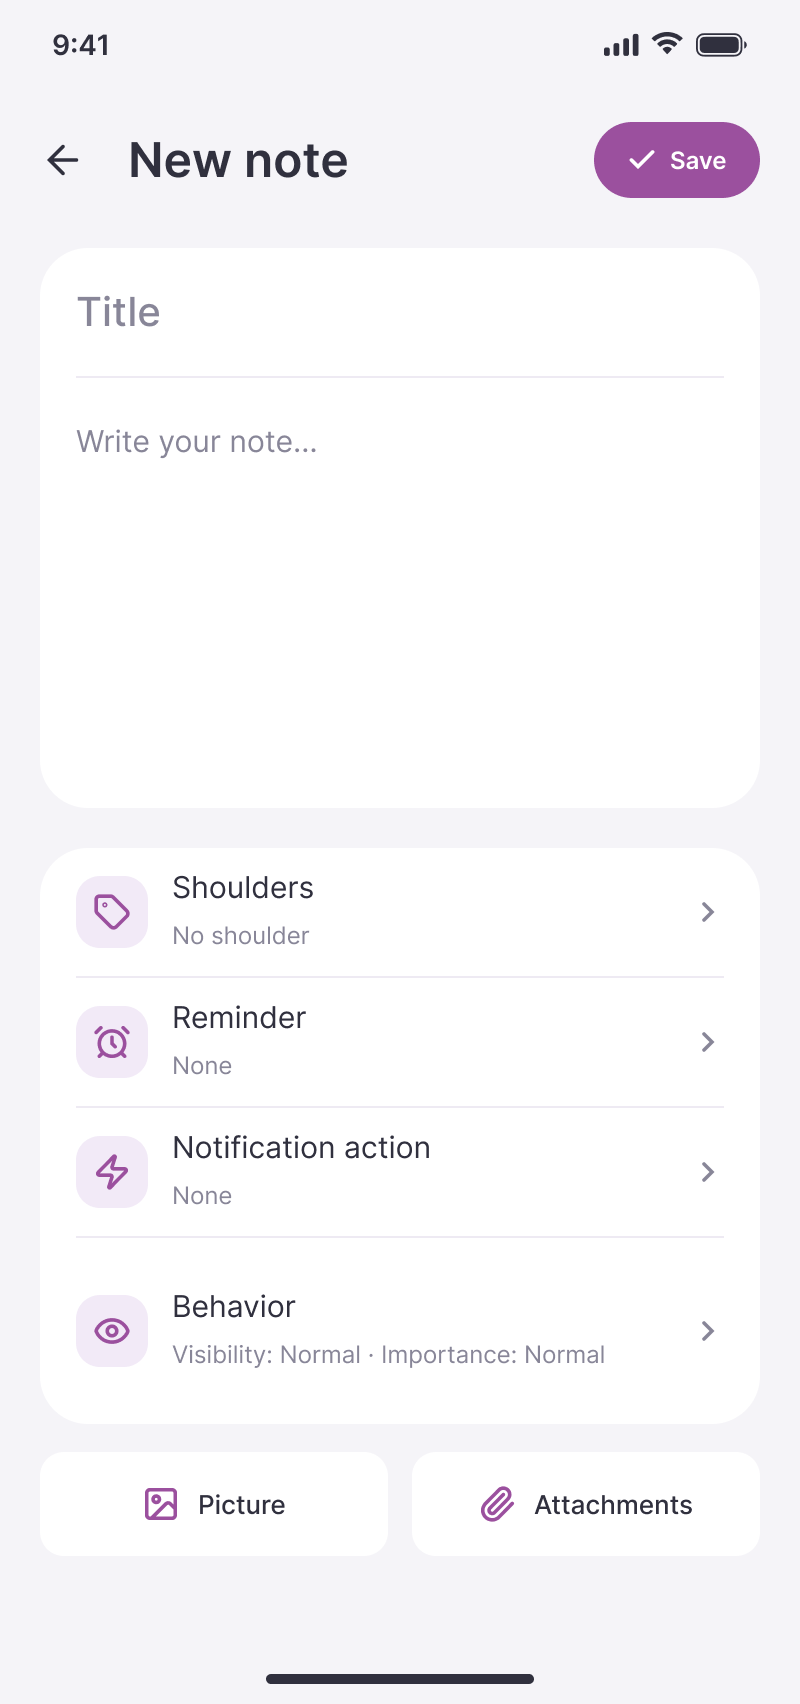 9:41
New note
Save
Title
Write your note...
Shoulders
No shoulder
Reminder
None
Notification action
None
Behavior
Visibility: Normal · Importance: Normal
Picture
Attachments